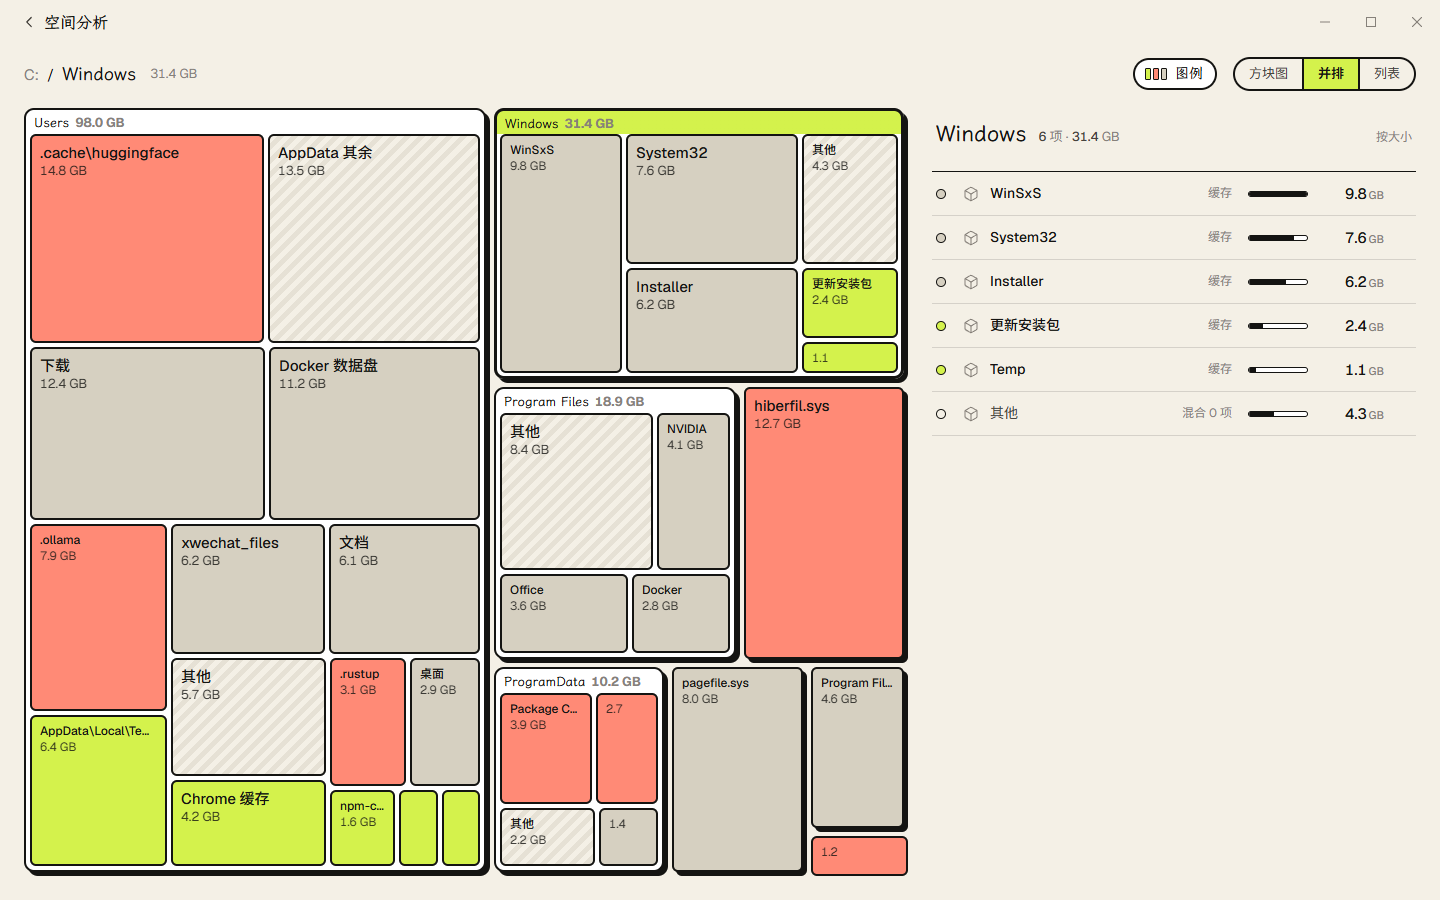 空间分析
C: / Windows 31.4 GB
图例
方块图 并排 列表
Users 98.0 GB
.cache\huggingface
14.8 GB
AppData 其余
13.5 GB
下载
12.4 GB
Docker 数据盘
11.2 GB
.ollama
7.9 GB
xwechat_files
6.2 GB
文档
6.1 GB
其他
5.7 GB
.rustup
3.1 GB
桌面
2.9 GB
AppData\Local\Te...
6.4 GB
Chrome 缓存
4.2 GB
npm-c...
1.6 GB
Windows 31.4 GB
WinSxS
9.8 GB
System32
7.6 GB
其他
4.3 GB
Installer
6.2 GB
更新安装包
2.4 GB
1.1
Program Files 18.9 GB
其他
8.4 GB
NVIDIA
4.1 GB
Office
3.6 GB
Docker
2.8 GB
hiberfil.sys
12.7 GB
ProgramData 10.2 GB
Package C...
3.9 GB
2.7
其他
2.2 GB
1.4
pagefile.sys
8.0 GB
Program Fil...
4.6 GB
1.2
Windows 6 项 · 31.4 GB 按大小
WinSxS 缓存 9.8 GB
System32 缓存 7.6 GB
Installer 缓存 6.2 GB
更新安装包 缓存 2.4 GB
Temp 缓存 1.1 GB
其他 混合 0 项 4.3 GB